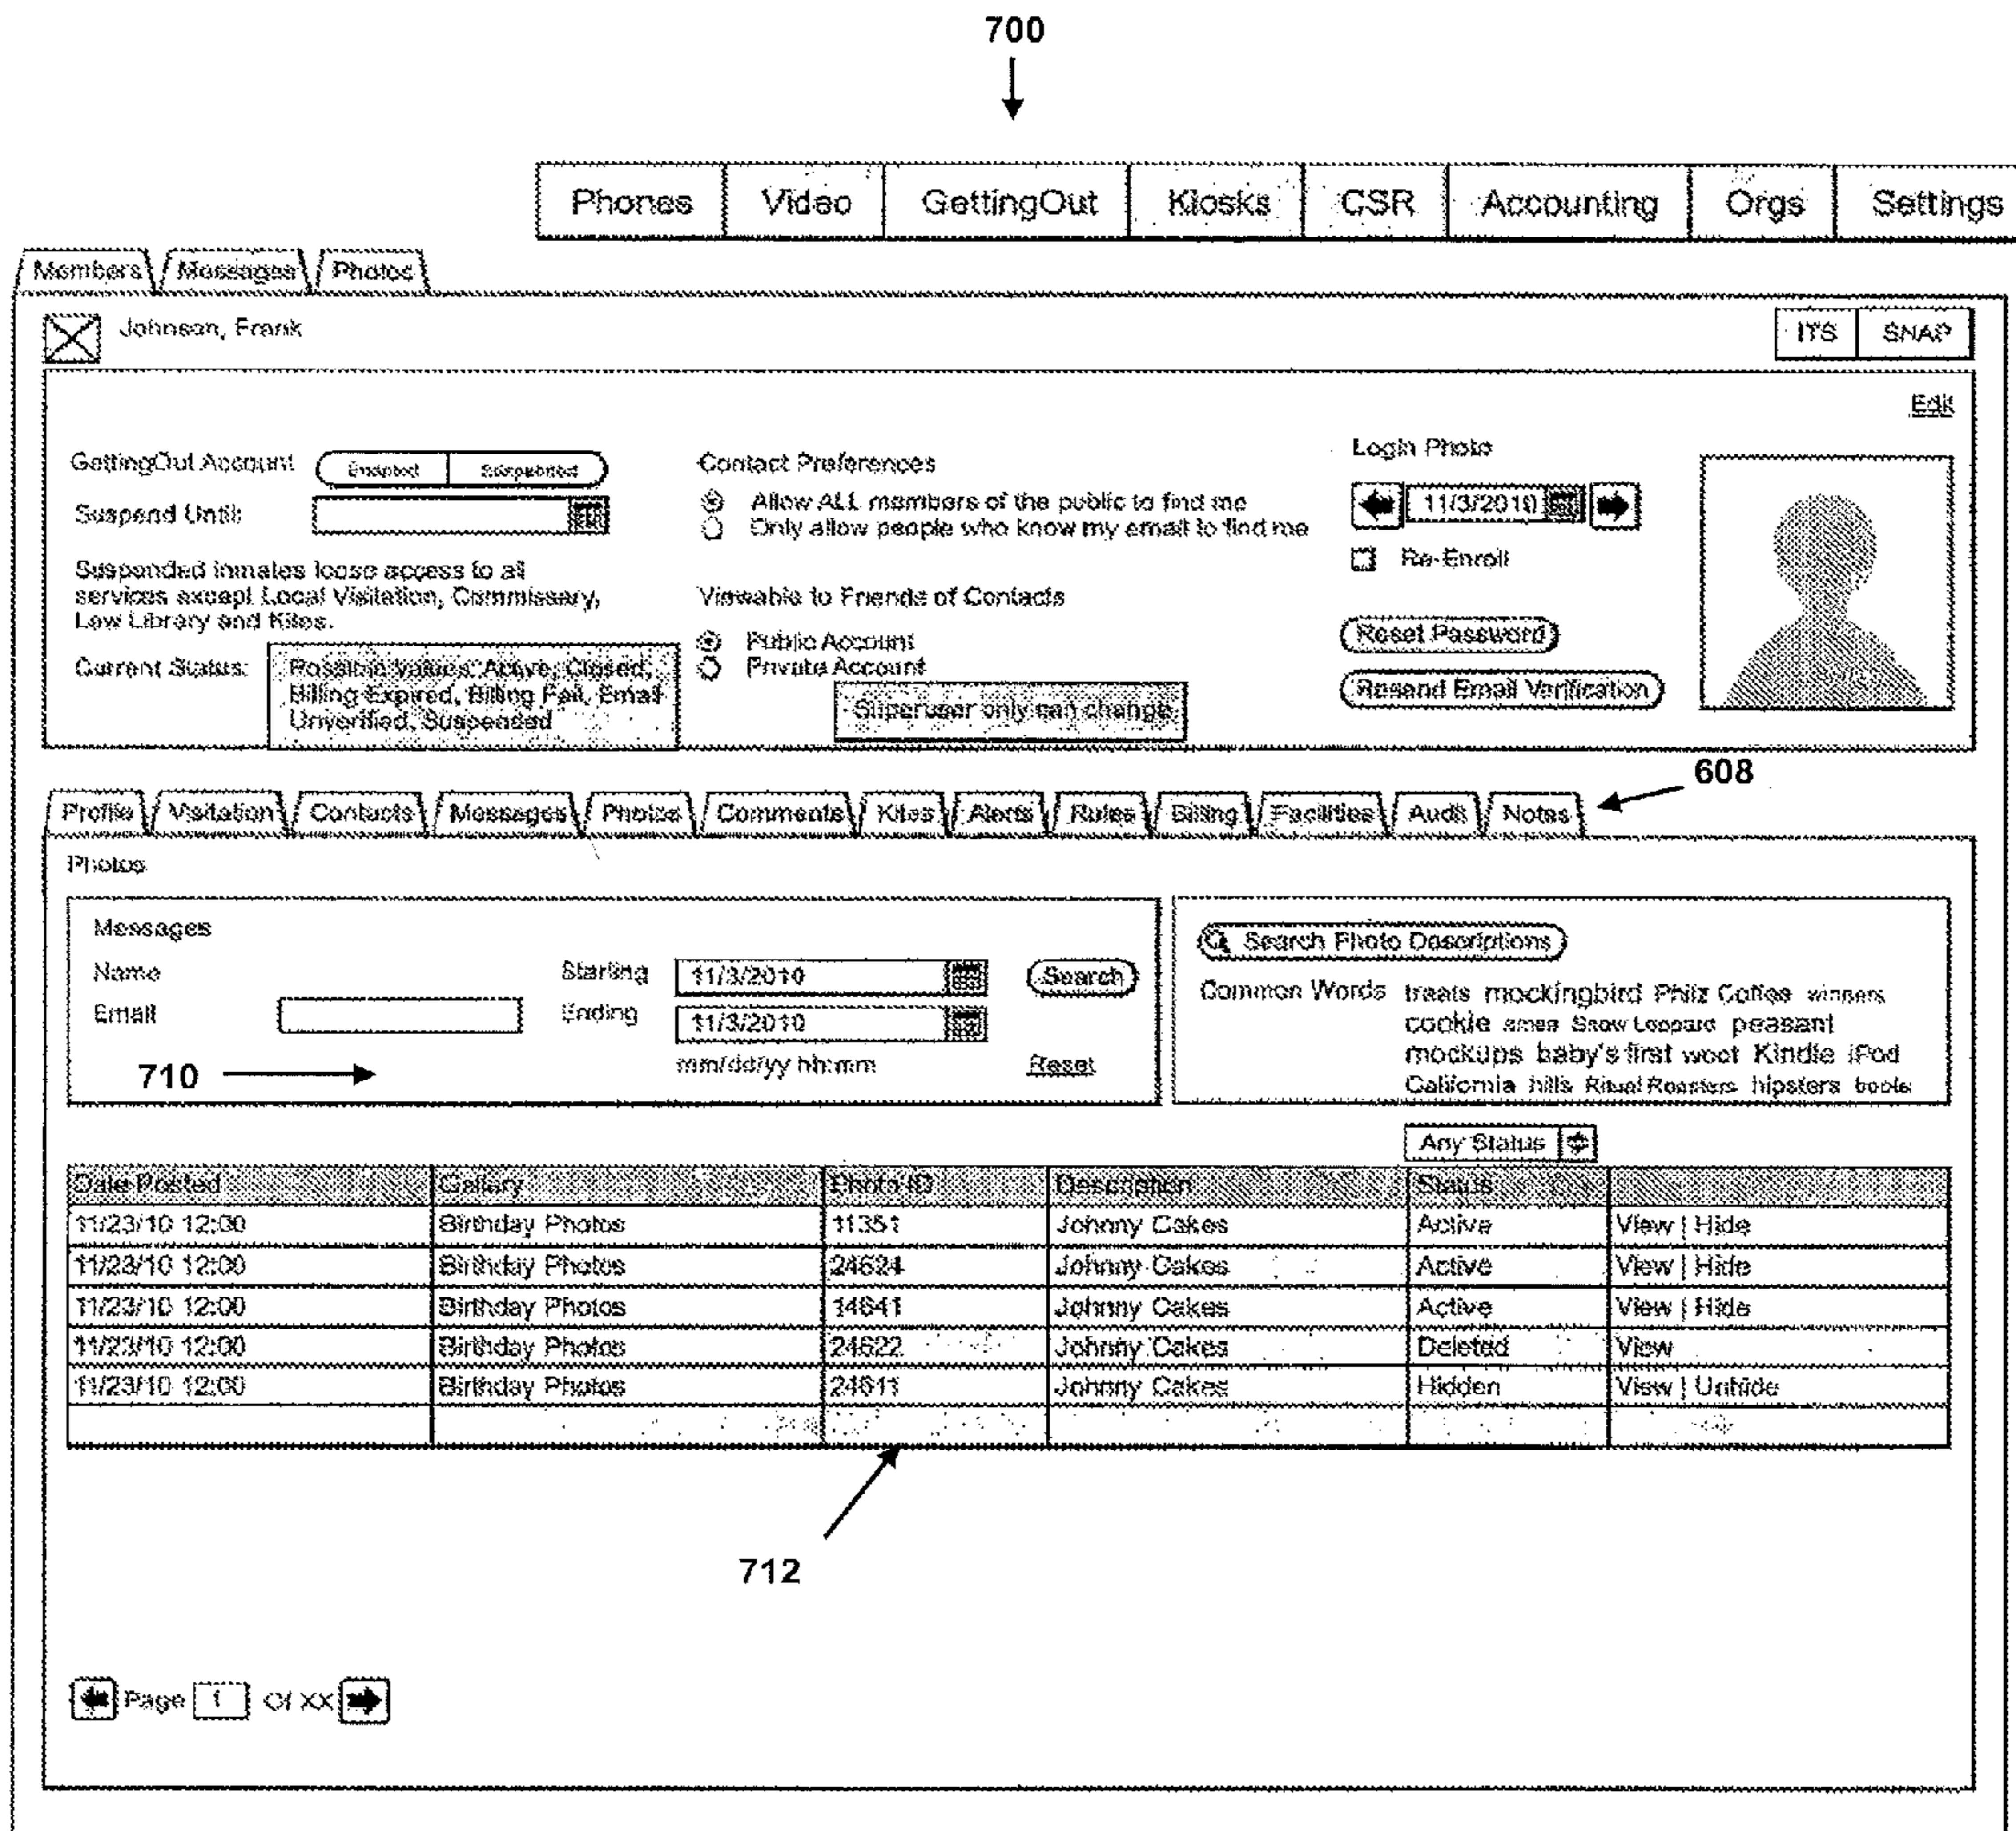 700
Phones Video GettingOut Kiosks CSR Accounting Orgs Settings
Members Messages Photos
Johnson, Frank ITS SNAP
Edit
GettingOut Account Enabled Suspended
Suspend Until:
Suspended inmates loose access to all
services except Local Visitation, Commissary,
Law Library and Kites.
Current Status:
Possible Values: Active, Closed,
Billing Expired, Billing Fail, Email
Unverified, Suspended
Contact Preferences
Allow ALL members of the public to find me
Only allow people who know my email to find me
Viewable to Friends of Contacts
Public Account
Private Account
Superuser only can change
Login Photo
11/3/2010
Re-Enroll
Reset Password
Resend Email Verification
608
Profile Visitation Contacts Messages Photos Comments Kites Alerts Rules Billing Facilities Audit Notes
Photos
Messages
Name
Email
Starting 11/3/2010 Search
Ending 11/3/2010
mm/dd/yy hh:mm Reset
710
Search Photo Descriptions
Common Words treats mockingbird Philz Coffee winners
cookie Snow Leopard peasant
mockups baby's first woot Kindle iPod
California hills Ritual Roasters hipsters
Any Status
Date Posted Gallery Photo ID Description Status
11/23/10 12:00 Birthday Photos 11351 Johnny Cakes Active View | Hide
11/23/10 12:00 Birthday Photos 24624 Johnny Cakes Active View | Hide
11/23/10 12:00 Birthday Photos 14641 Johnny Cakes Active View | Hide
11/23/10 12:00 Birthday Photos 24622 Johnny Cakes Deleted View
11/23/10 12:00 Birthday Photos 24611 Johnny Cakes Hidden View | Unhide
712
Page 1 Of XX